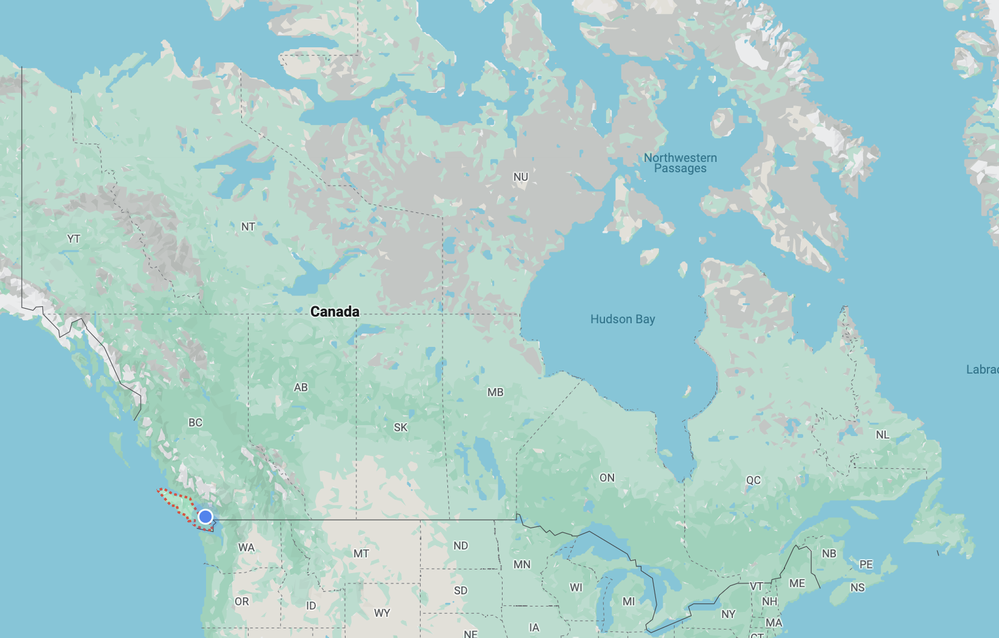 Northwestern
Passages
NU
NT
YT
Canada
Hudson Bay
Labrad
AB
MB
BC
SK
NL
ON
QC
WA
MT
ND
MN
NB
PE
WI
SD
VT
ME
NS
OR
ID
MI
NH
WY
NY
IA
MA
NE
CT